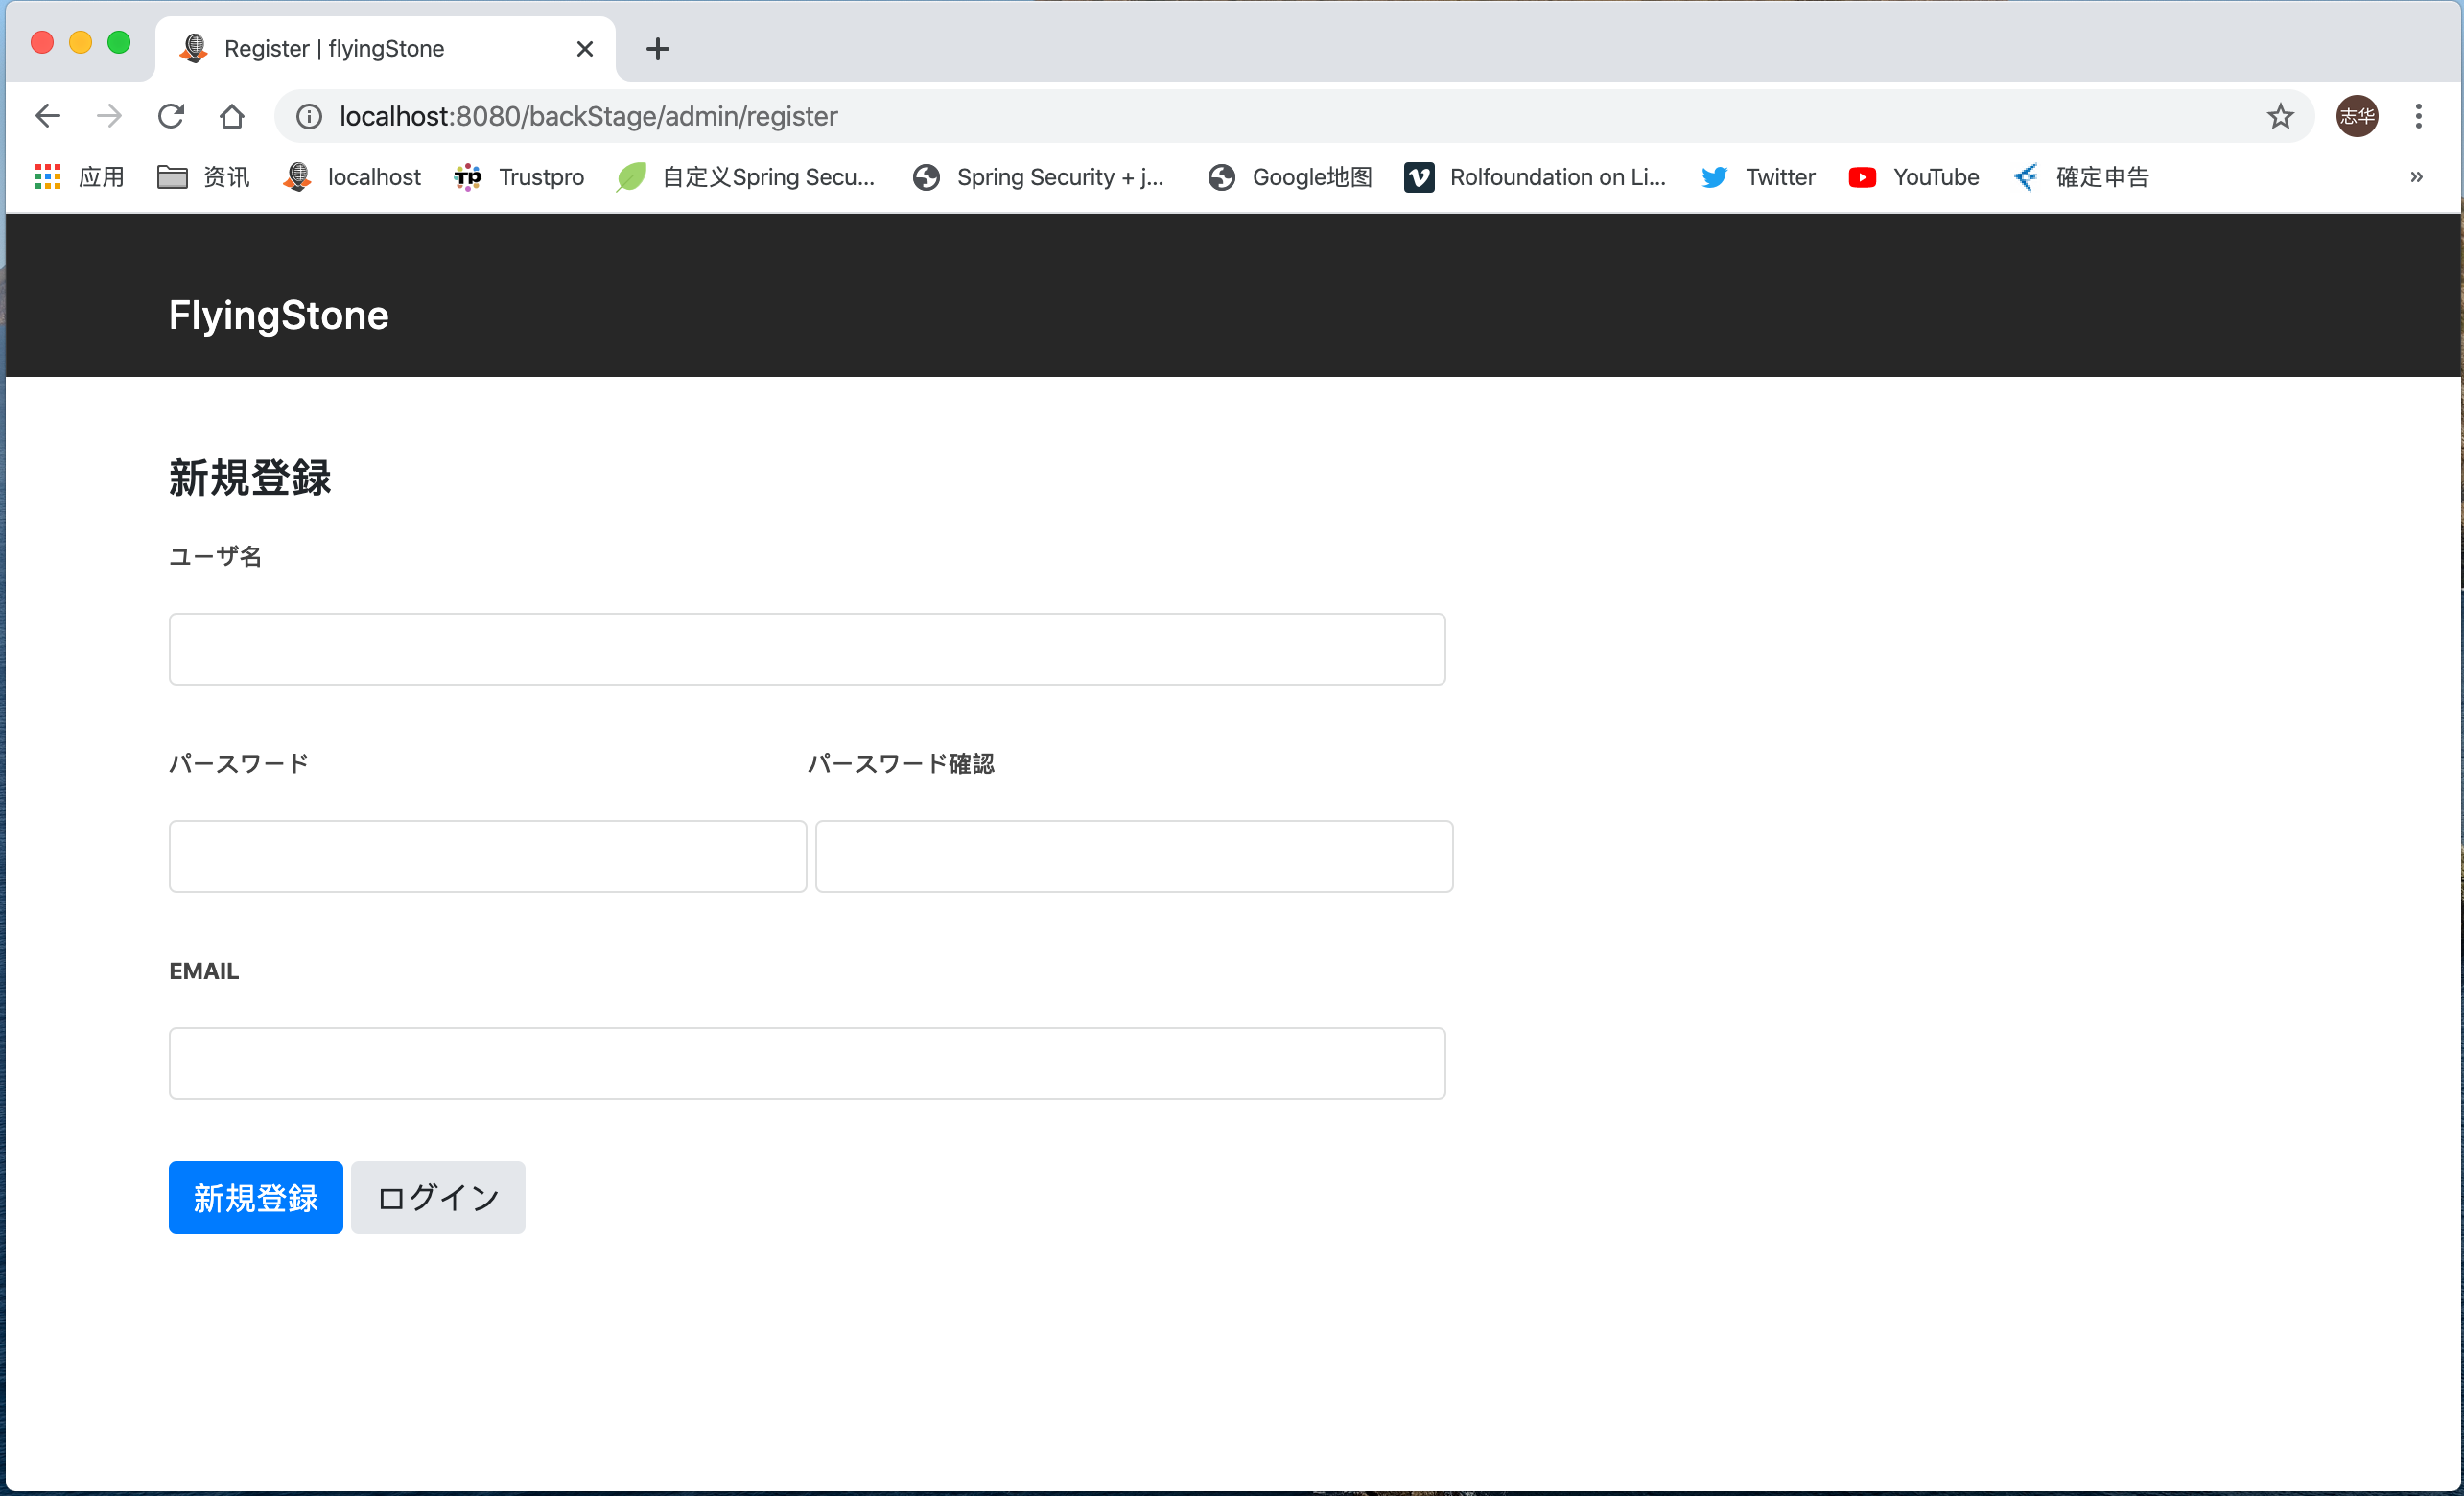 Register | flyingStone
localhost:8080/backStage/admin/register
志华
应用 资讯 localhost Trustpro 自定义Spring Secu... Spring Security + j... Google地图 Rolfoundation on Li... Twitter YouTube 確定申告 »
FlyingStone
新規登録
ユーザ名
パースワード パースワード確認
EMAIL
新規登録 ログイン